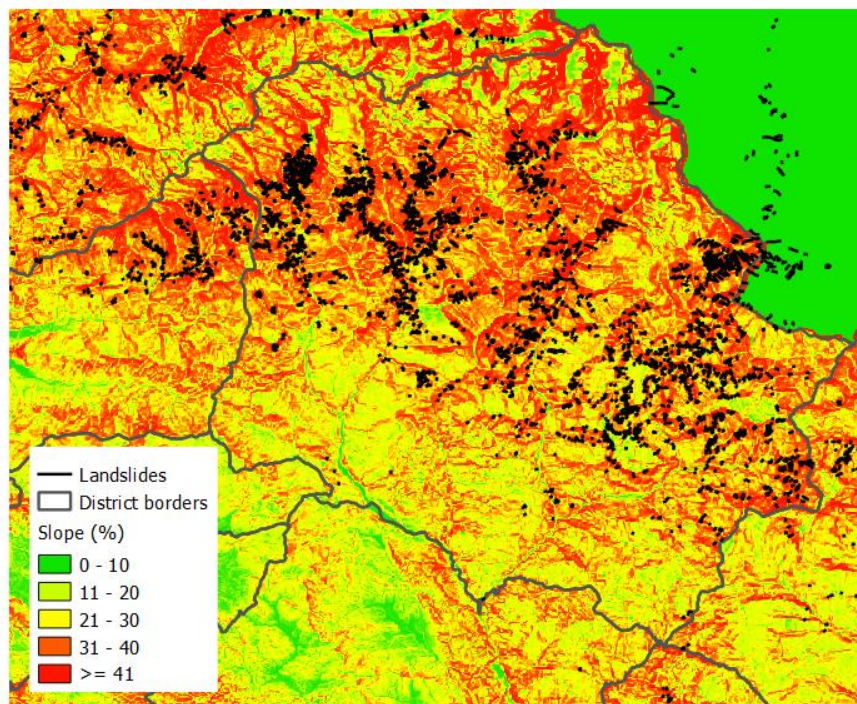 Landslides
District borders
Slope (%)
0 - 10
11 - 20
21 - 30
31 - 40
>= 41